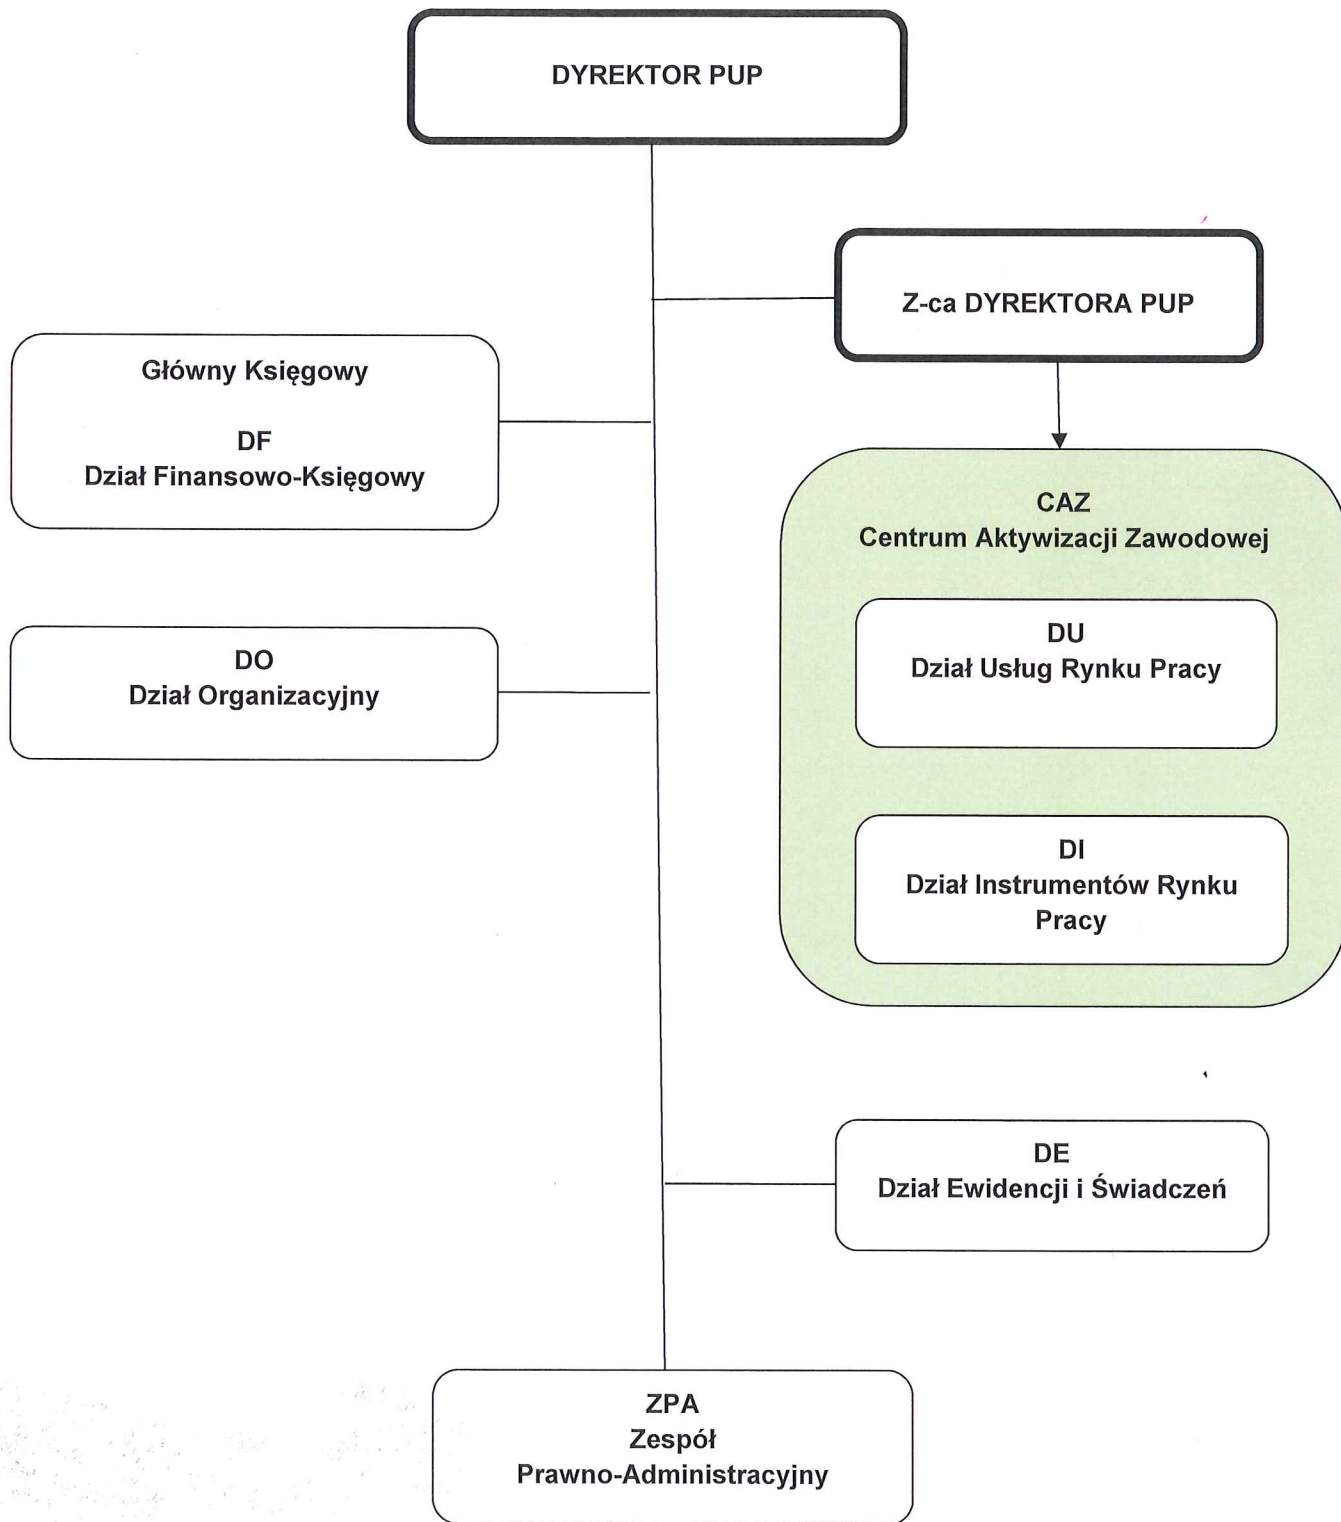 DYREKTOR PUP
Z-ca DYREKTORA PUP
Główny Księgowy
DF
Dział Finansowo-Księgowy
CAZ
Centrum Aktywizacji Zawodowej
DU
Dział Usług Rynku Pracy
DO
Dział Organizacyjny
DI
Dział Instrumentów Rynku
Pracy
DE
Dział Ewidencji i Świadczeń
ZPA
Zespół
Prawno-Administracyjny